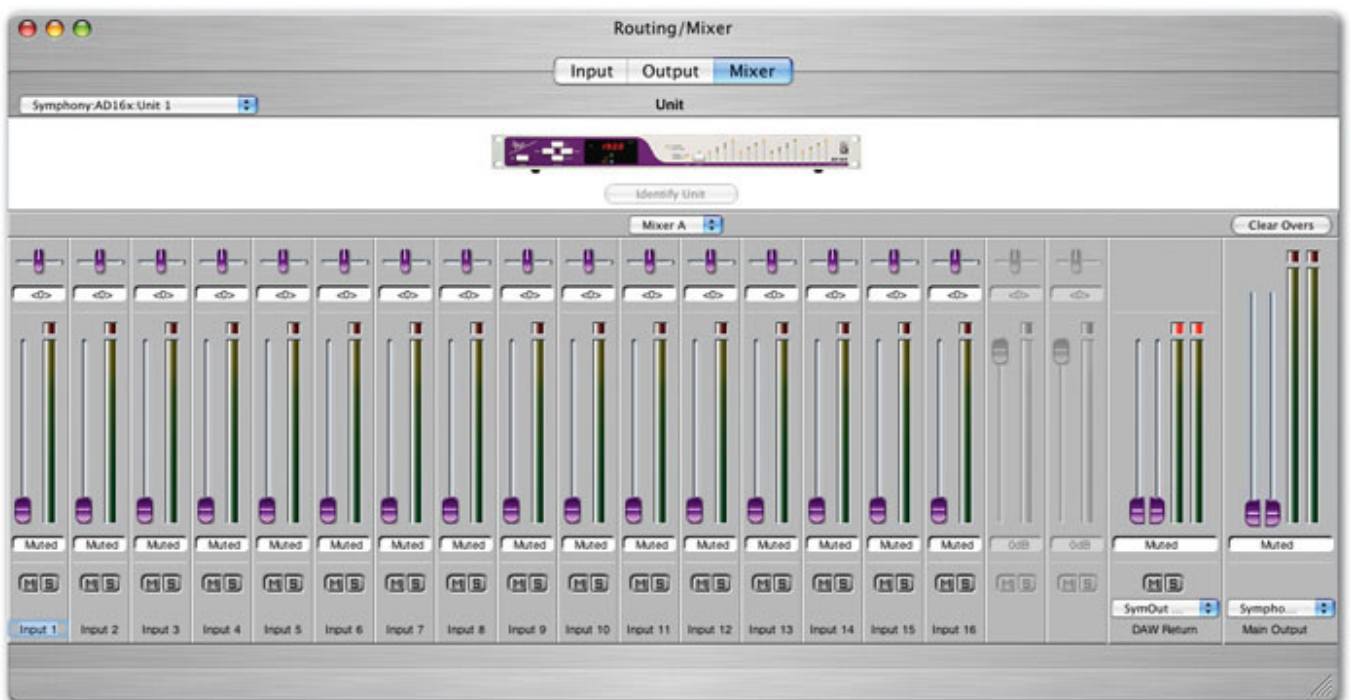 Routing/Mixer
Input Output Mixer
Symphony:AD16x:Unit 1
Unit
Identify Unit
Mixer A
Clear Overs
<0> <0> <0> <0> <0> <0> <0> <0> <0> <0> <0> <0> <0> <0> <0> <0> <0> <0>
Muted Muted Muted Muted Muted Muted Muted Muted Muted Muted Muted Muted Muted Muted Muted Muted 0dB 0dB Muted Muted
M S M S M S M S M S M S M S M S M S M S M S M S M S M S M S M S M S M S M S
SymOut ... Sympho...
Input 1 Input 2 Input 3 Input 4 Input 5 Input 6 Input 7 Input 8 Input 9 Input 10 Input 11 Input 12 Input 13 Input 14 Input 15 Input 16 DAW Return Main Output